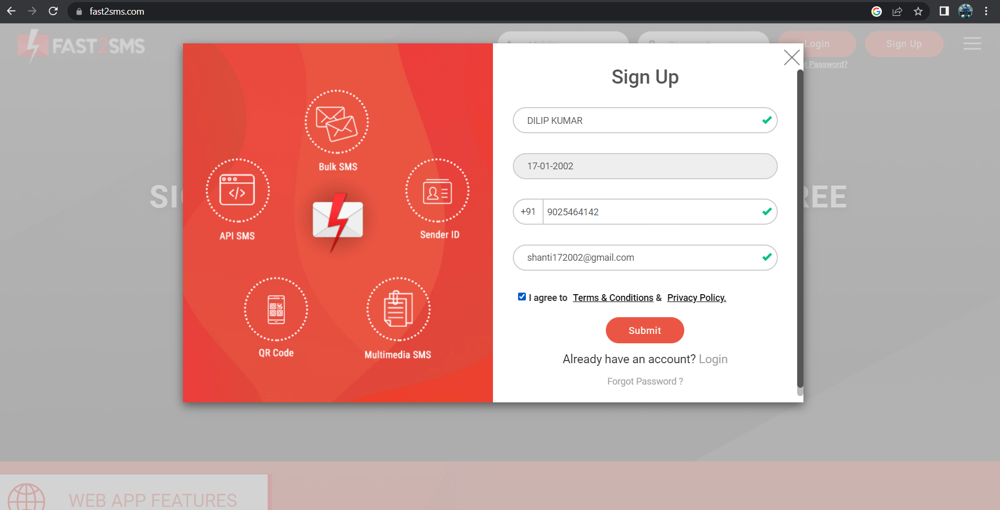 fast2sms.com
FAST2SMS
Mobile
Password
Login
Sign Up
t Password?
Sign Up
DILIP KUMAR
17-01-2002
+91 9025464142
shanti172002@gmail.com
I agree to Terms & Conditions & Privacy Policy.
Submit
Already have an account? Login
Forgot Password ?
Bulk SMS
API SMS
Sender ID
QR Code
Multimedia SMS
SI
REE
WEB APP FEATURES